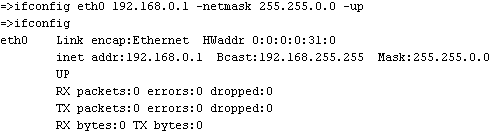 =>ifconfig eth0 192.168.0.1 -netmask 255.255.0.0 -up
=>ifconfig
eth0 Link encap:Ethernet HWaddr 0:0:0:0:31:0
inet addr:192.168.0.1 Bcast:192.168.255.255 Mask:255.255.0.0
UP
RX packets:0 errors:0 dropped:0
TX packets:0 errors:0 dropped:0
RX bytes:0 TX bytes:0